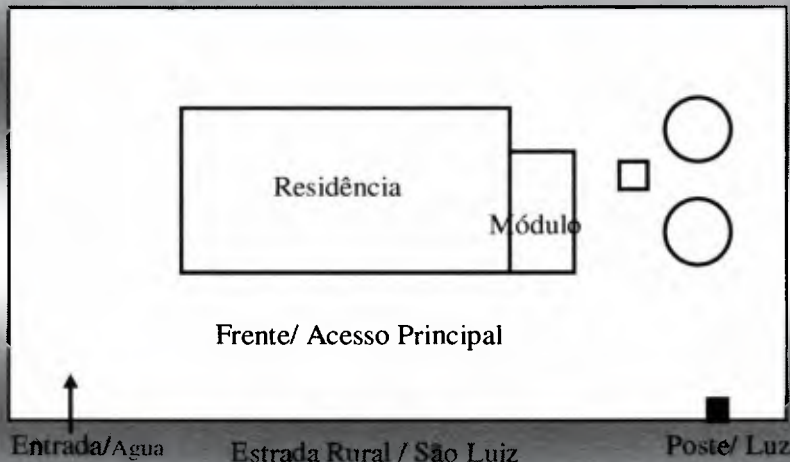 Residência
Módulo
Frente/ Acesso Principal
Entrada/Agua
Estrada Rural / São Luiz
Poste/ Luz